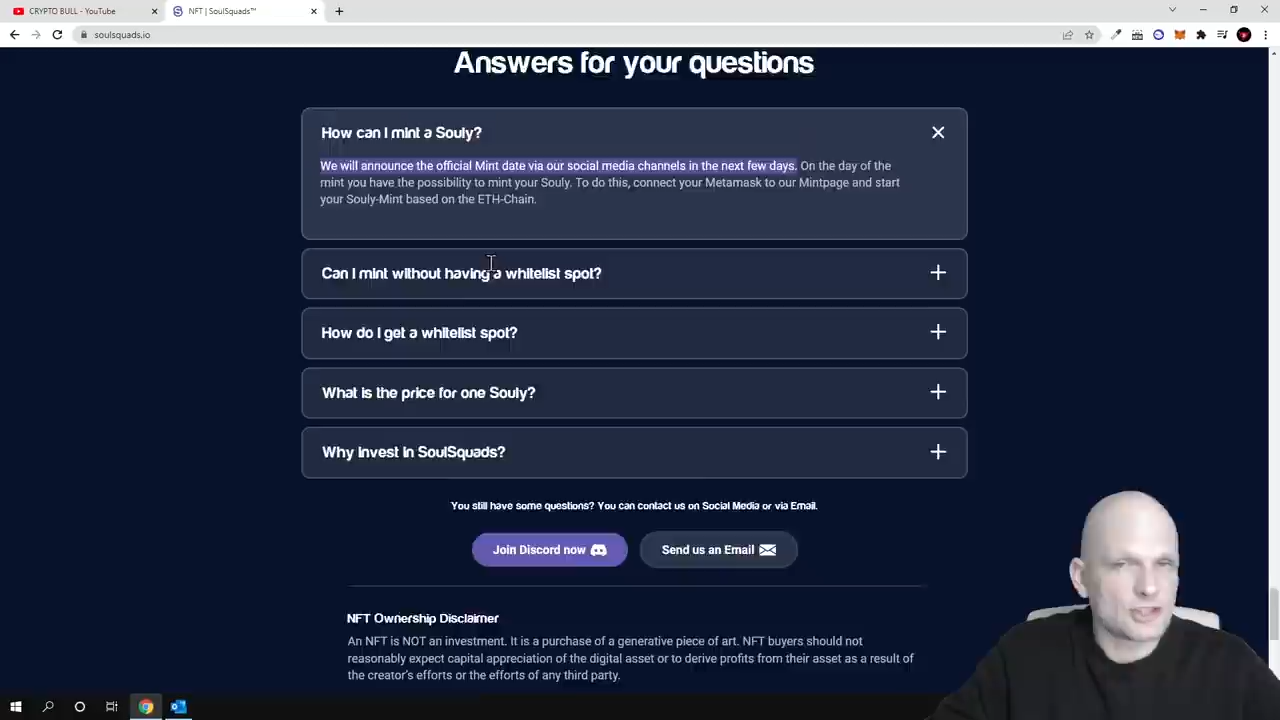 CRYPTO BULL - YouTube
NFT | SoulSquads™
soulsquads.io
Answers for your questions
How can I mint a Souly?
We will announce the official Mint date via our social media channels in the next few days. On the day of the
mint you have the possibility to mint your Souly. To do this, connect your Metamask to our Mintpage and start
your Souly-Mint based on the ETH-Chain.
Can I mint without having a whitelist spot?
How do I get a whitelist spot?
What is the price for one Souly?
Why invest in SoulSquads?
You still have some questions? You can contact us on Social Media or via Email.
Join Discord now
Send us an Email
NFT Ownership Disclaimer
An NFT is NOT an investment. It is a purchase of a generative piece of art. NFT buyers should not
reasonably expect capital appreciation of the digital asset or to derive profits from their asset as a result of
the creator's efforts or the efforts of any third party.